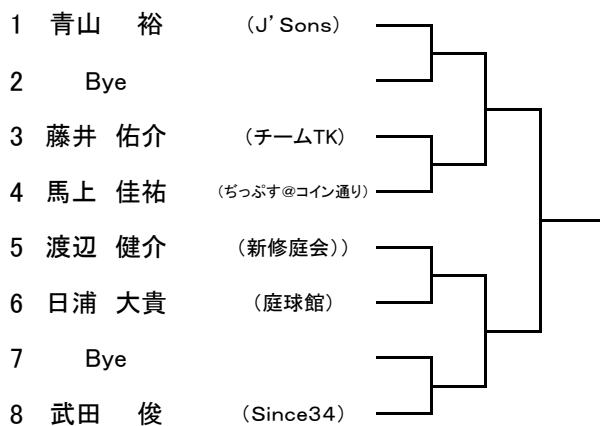 1 青山 裕 (J'Sons)
2 Bye
3 藤井 佑介 (チームTK)
4 馬上 佳祐 (ぢっぷす@コイン通り)
5 渡辺 健介 (新修庭会))
6 日浦 大貴 (庭球館)
7 Bye
8 武田 俊 (Since34)